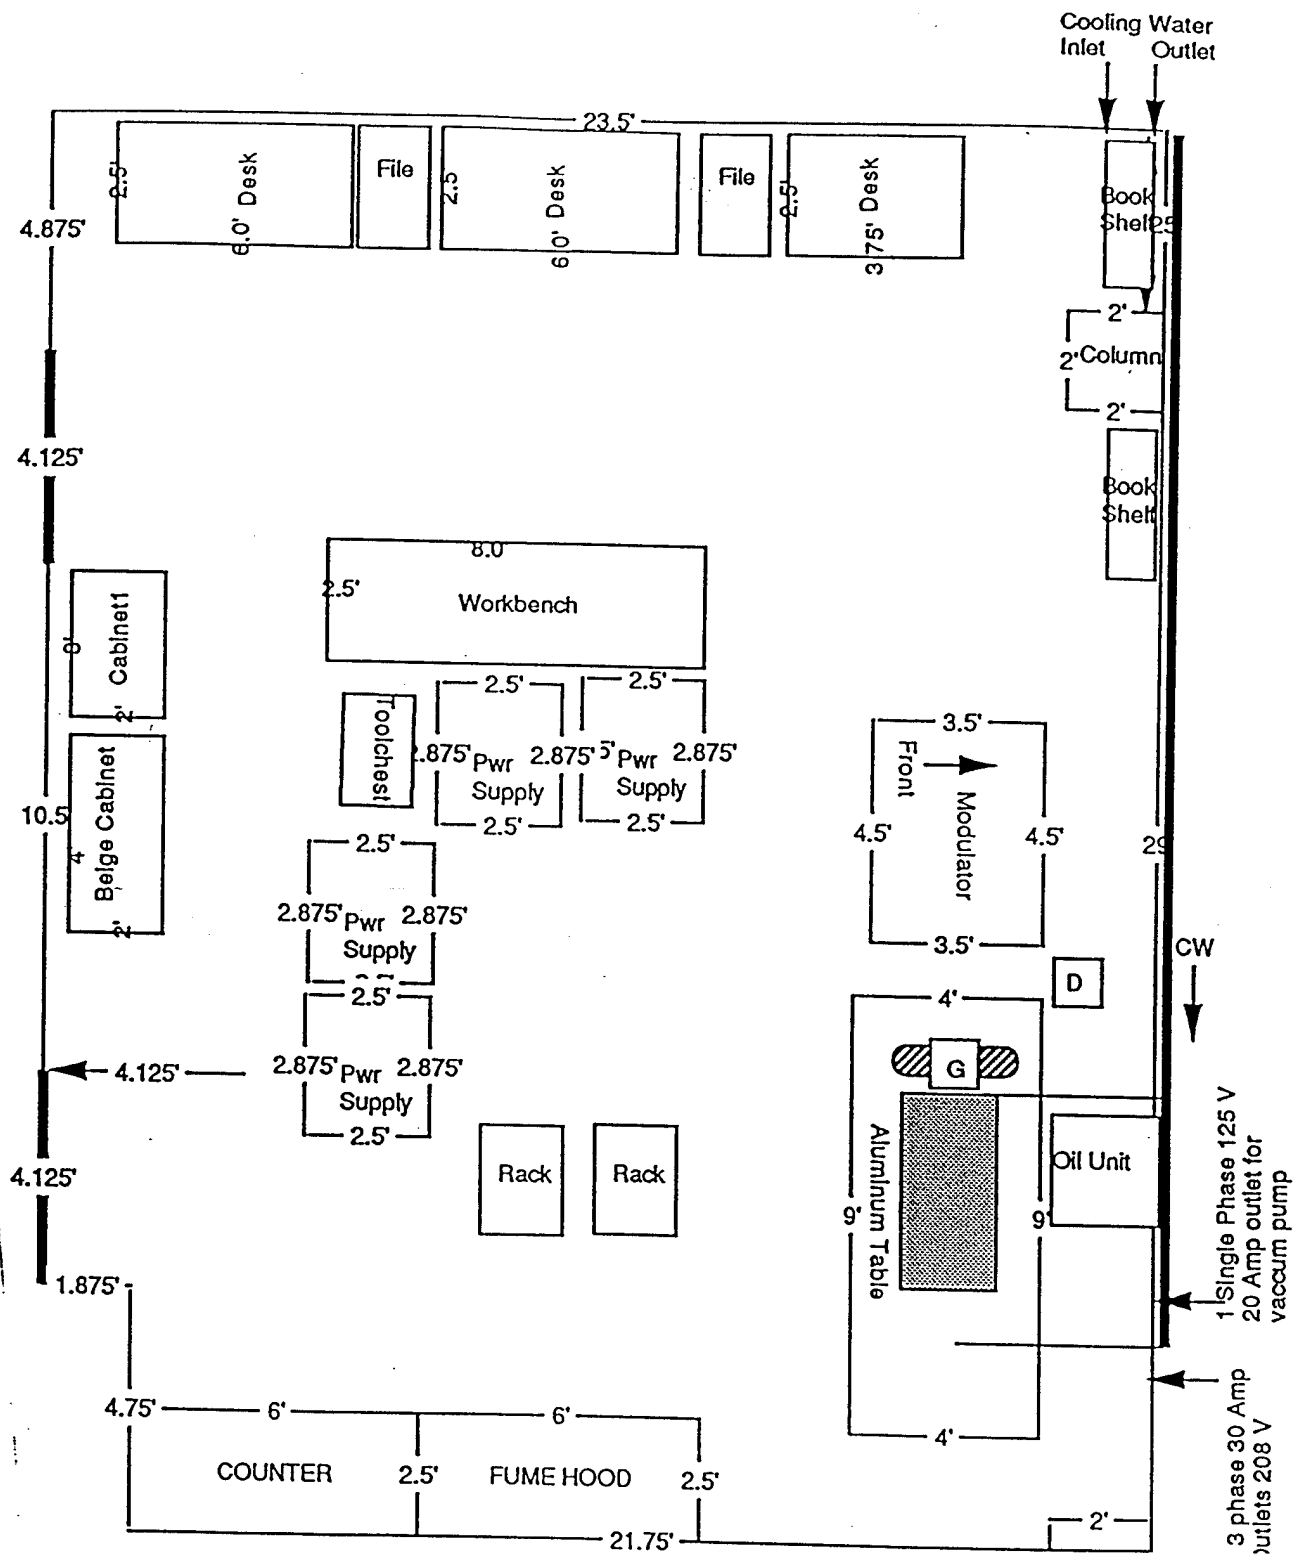 Cooling Water
Inlet
Outlet
23.5'
2.5'
6.0' Desk
File
2.5'
6.0' Desk
File
2.5'
3.75' Desk
Book
Shelf
4.875'
2'
2'
Column
2'
4.125'
Book
Shelf
8.0'
2.5'
Workbench
Cabinet1
2'
Toolchest
2.5'
2.875'
Pwr
Supply
2.875'
2.5'
2.5'
Pwr
Supply
2.875'
2.5'
3.5'
Front
Modulator
4.5'
4.5'
3.5'
10.5
Beige Cabinet
4'
2'
2.5'
2.875'
Pwr
Supply
2.875'
2.5'
2.875'
Pwr
Supply
2.875'
2.5'
CW
D
4'
G
4.125'
Aluminum Table
9'
9'
Oil Unit
Rack
Rack
4.125'
1 Single Phase 125 V
20 Amp outlet for
vaccum pump
1.875'
4.75'
6'
6'
4'
COUNTER
2.5'
FUME HOOD
2.5'
21.75'
2'
3 phase 30 Amp
208 V